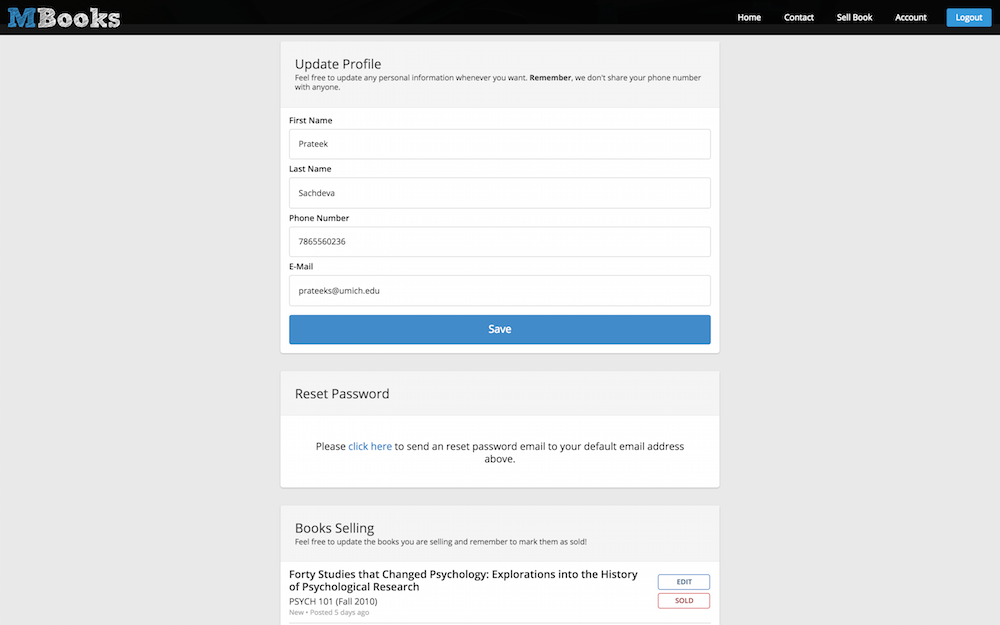 MBooks
Home Contact Sell Book Account Logout
Update Profile
Feel free to update any personal information whenever you want. Remember, we don't share your phone number
with anyone.
First Name
Prateek
Last Name
Sachdeva
Phone Number
7865560236
E-Mail
prateeks@umich.edu
Save
Reset Password
Please click here to send an reset password email to your default email address
above.
Books Selling
Feel free to update the books you are selling and remember to mark them as sold!
Forty Studies that Changed Psychology: Explorations into the History
of Psychological Research
PSYCH 101 (Fall 2010)
New • Posted 5 days ago
EDIT
SOLD